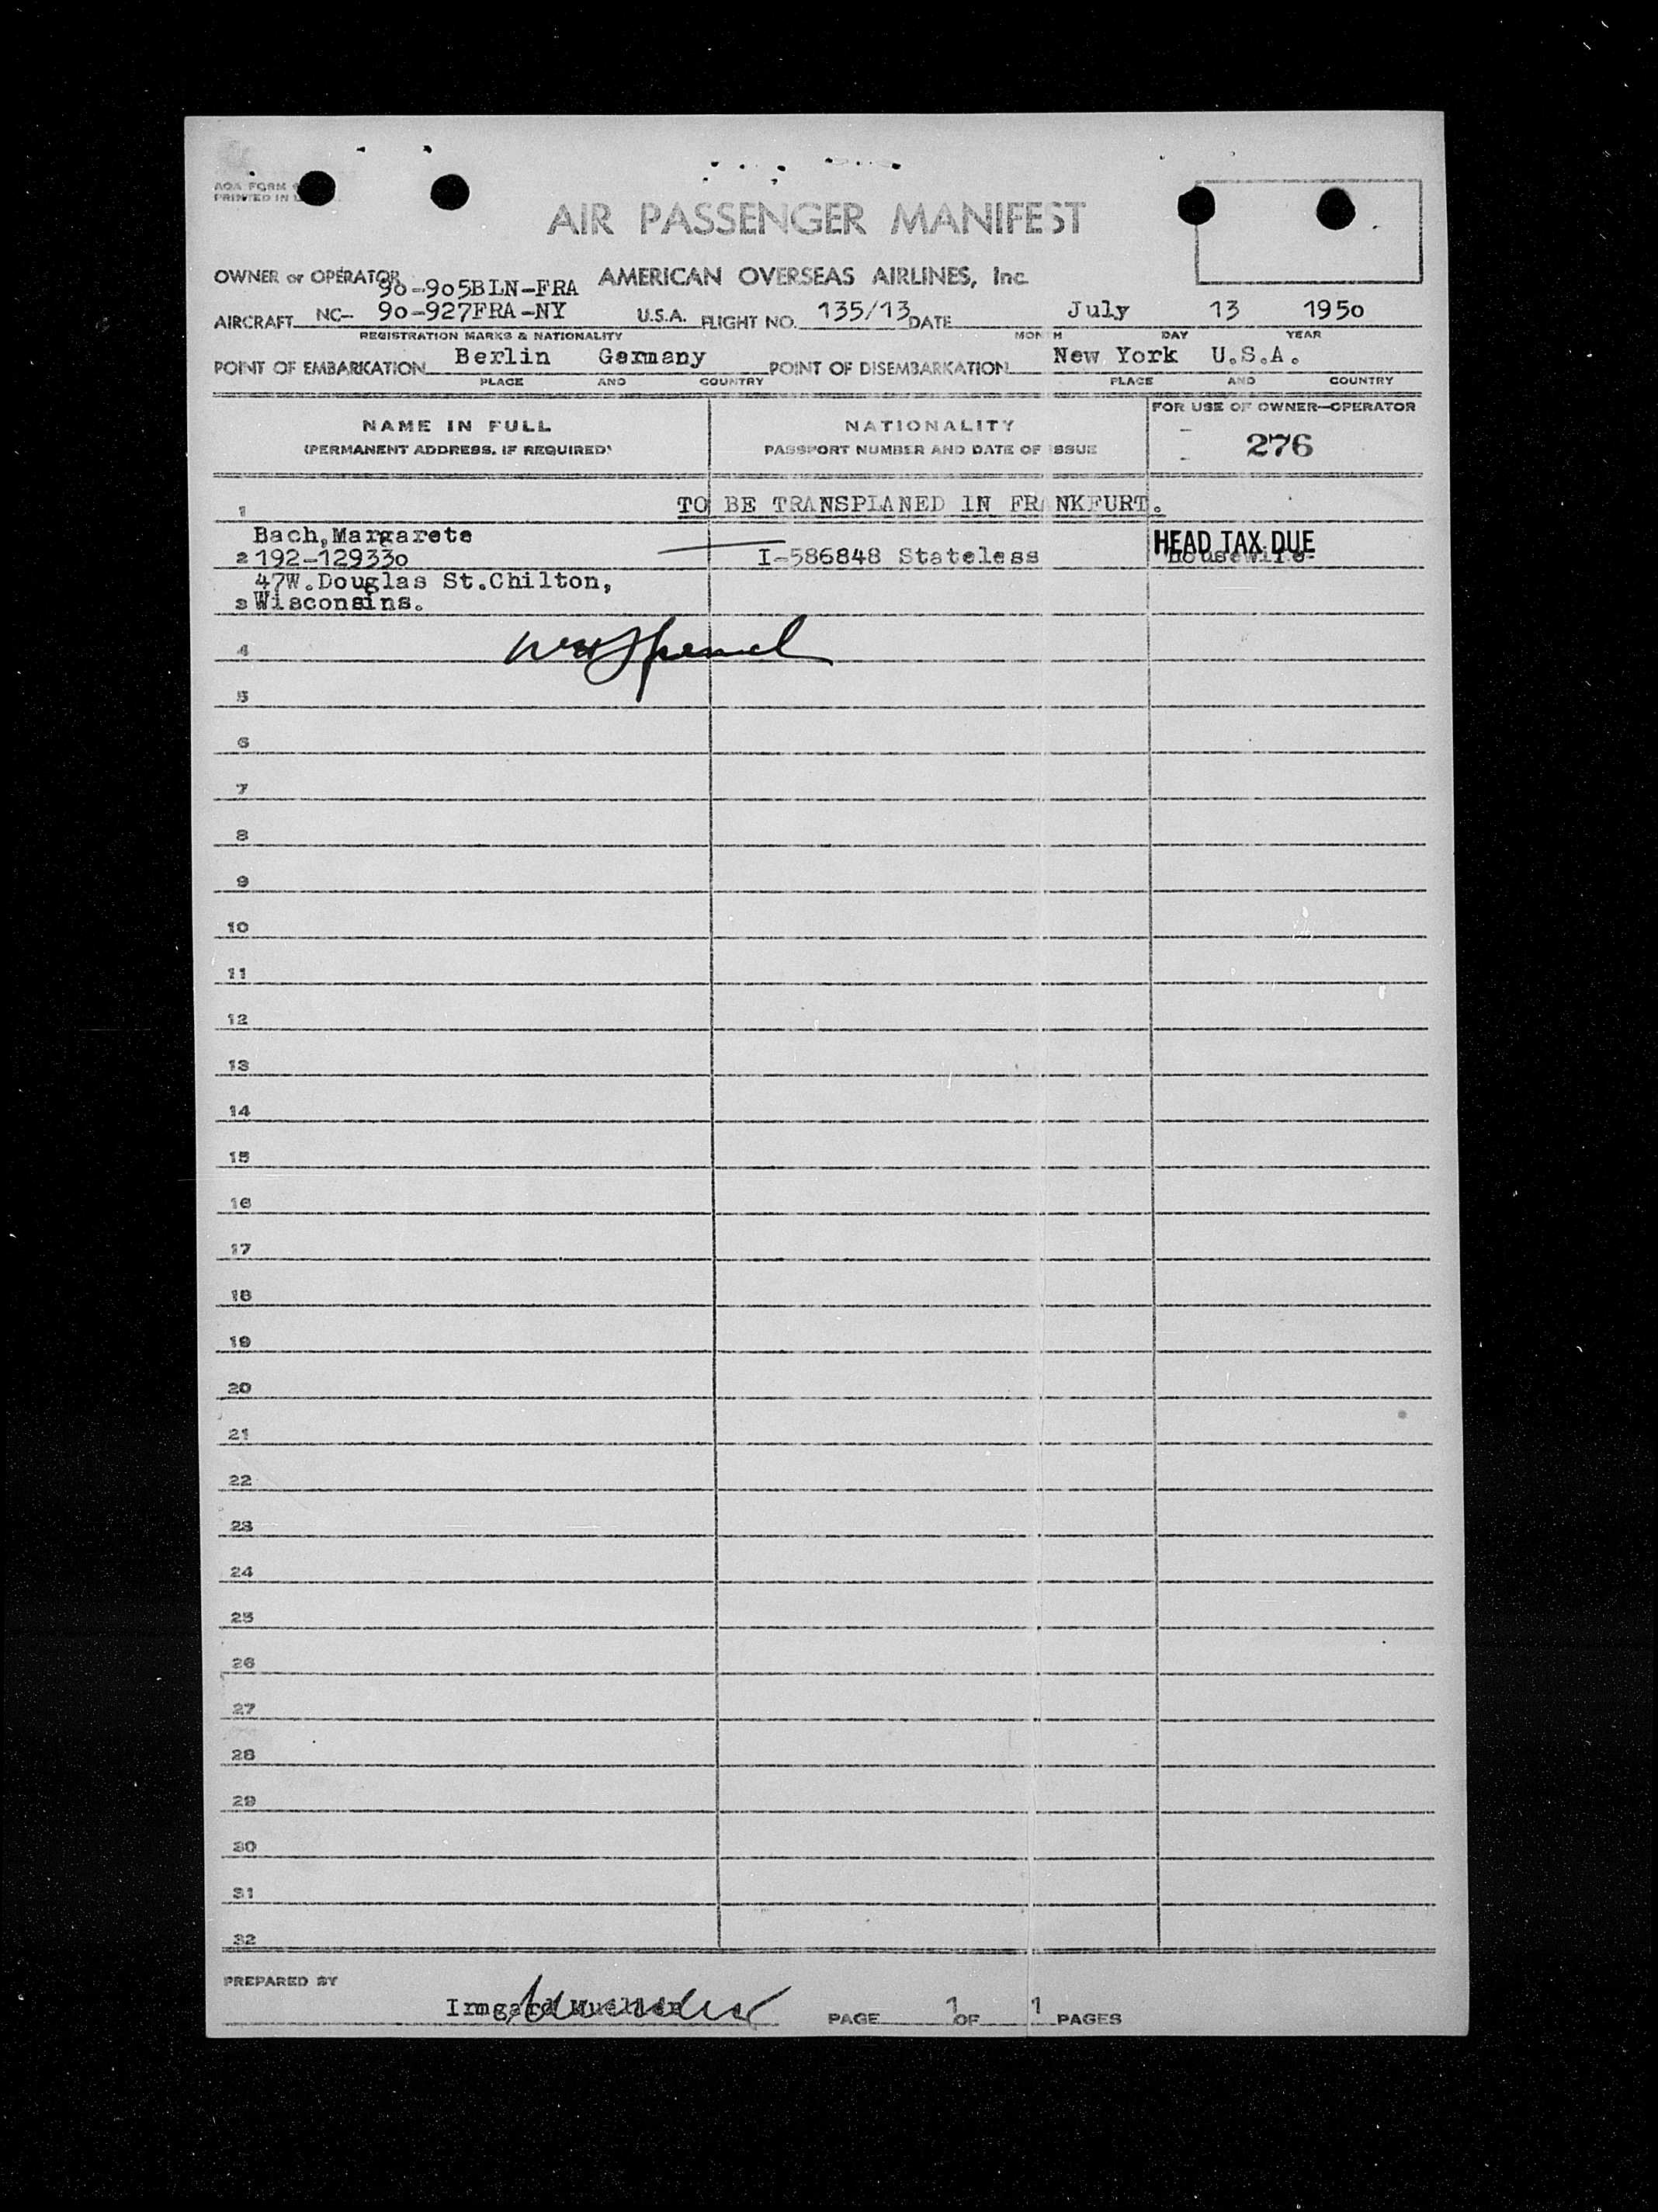 AOA FORM
PRINTED IN
AIR PASSENGER MANIFEST
OWNER or OPERATOR AMERICAN OVERSEAS AIRLINES, Inc.
90-905BLN-FRA
AIRCRAFT NC- 90-927FRA-NY U.S.A. FLIGHT NO. 135/13 DATE July 13 1950
REGISTRATION MARKS & NATIONALITY MONTH DAY YEAR
POINT OF EMBARKATION Berlin Germany POINT OF DISEMBARKATION New York U.S.A.
PLACE AND COUNTRY PLACE AND COUNTRY
NAME IN FULL
(PERMANENT ADDRESS, IF REQUIRED)
NATIONALITY
PASSPORT NUMBER AND DATE OF ISSUE
FOR USE OF OWNER—OPERATOR
276
1 TO BE TRANSPLANED IN FRANKFURT.
Bach,Margarete HEAD TAX DUE
2 192-129330 I-586848 Stateless Housewife
47W.Douglas St.Chilton,
3 Wisconsins.
4
5
6
7
8
9
10
11
12
13
14
15
16
17
18
19
20
21
22
23
24
25
26
27
28
29
30
31
32
PREPARED BY
Irmgard Mueller PAGE 1 OF 1 PAGES